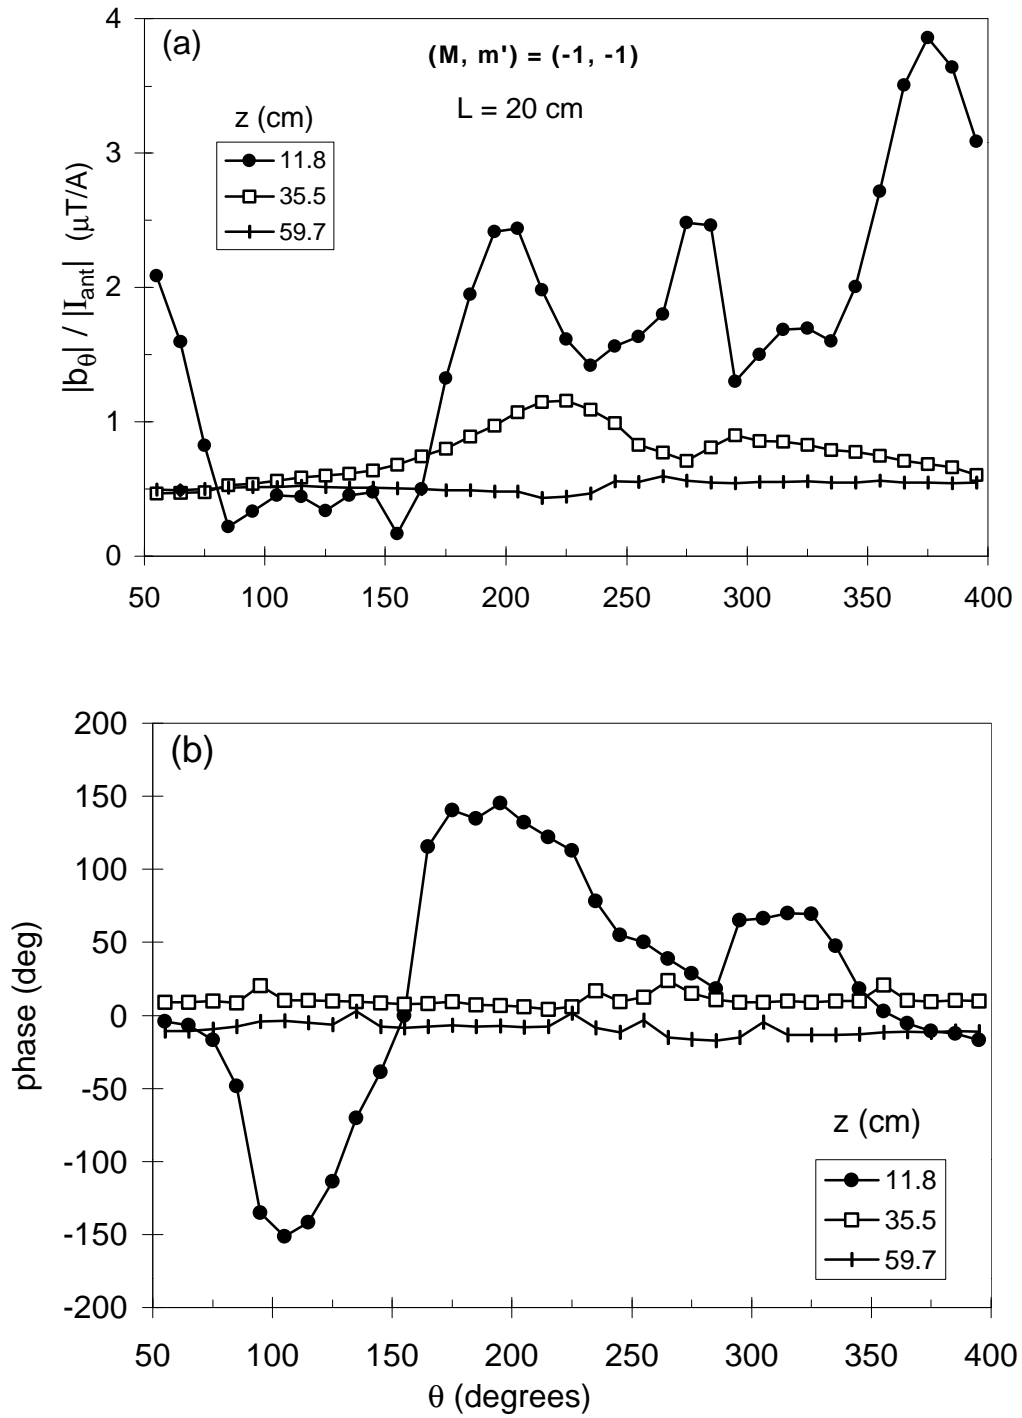 (a)
(M, m') = (-1, -1)
L = 20 cm
z (cm)
11.8
35.5
59.7
|bθ| / |Iant| (μT/A)
4
3
2
1
0
50 100 150 200 250 300 350 400
(b)
200
150
100
50
0
-50
-100
-150
-200
phase (deg)
z (cm)
11.8
35.5
59.7
50 100 150 200 250 300 350 400
θ (degrees)